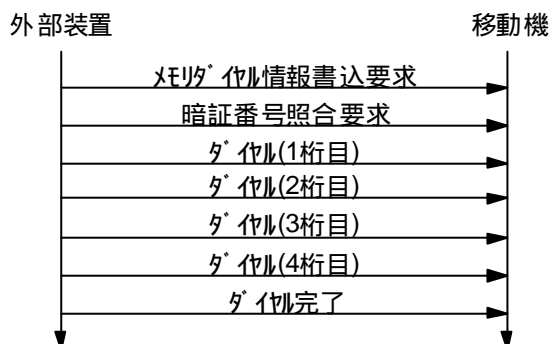 外部装置 移動機
ﾒﾓﾘﾀﾞｲﾔﾙ情報書込要求
暗証番号照合要求
ﾀﾞｲﾔﾙ(1桁目)
ﾀﾞｲﾔﾙ(2桁目)
ﾀﾞｲﾔﾙ(3桁目)
ﾀﾞｲﾔﾙ(4桁目)
ﾀﾞｲﾔﾙ完了